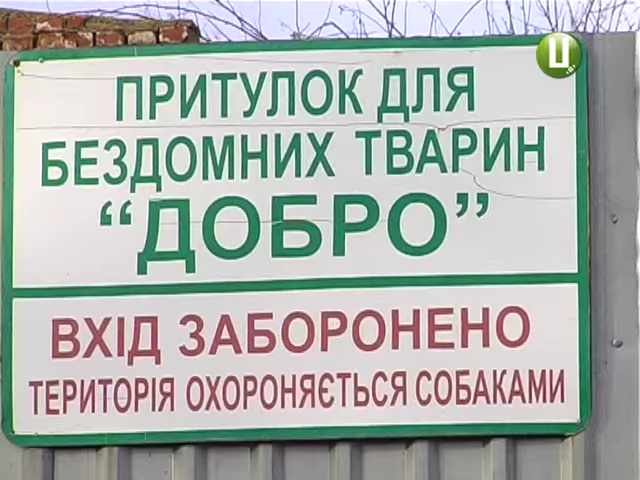 ПРИТУЛОК ДЛЯ
БЕЗДОМНИХ ТВАРИН
“ДОБРО”
ВХІД ЗАБОРОНЕНО
ТЕРИТОРІЯ ОХОРОНЯЄТЬСЯ СОБАКАМИ
Ц